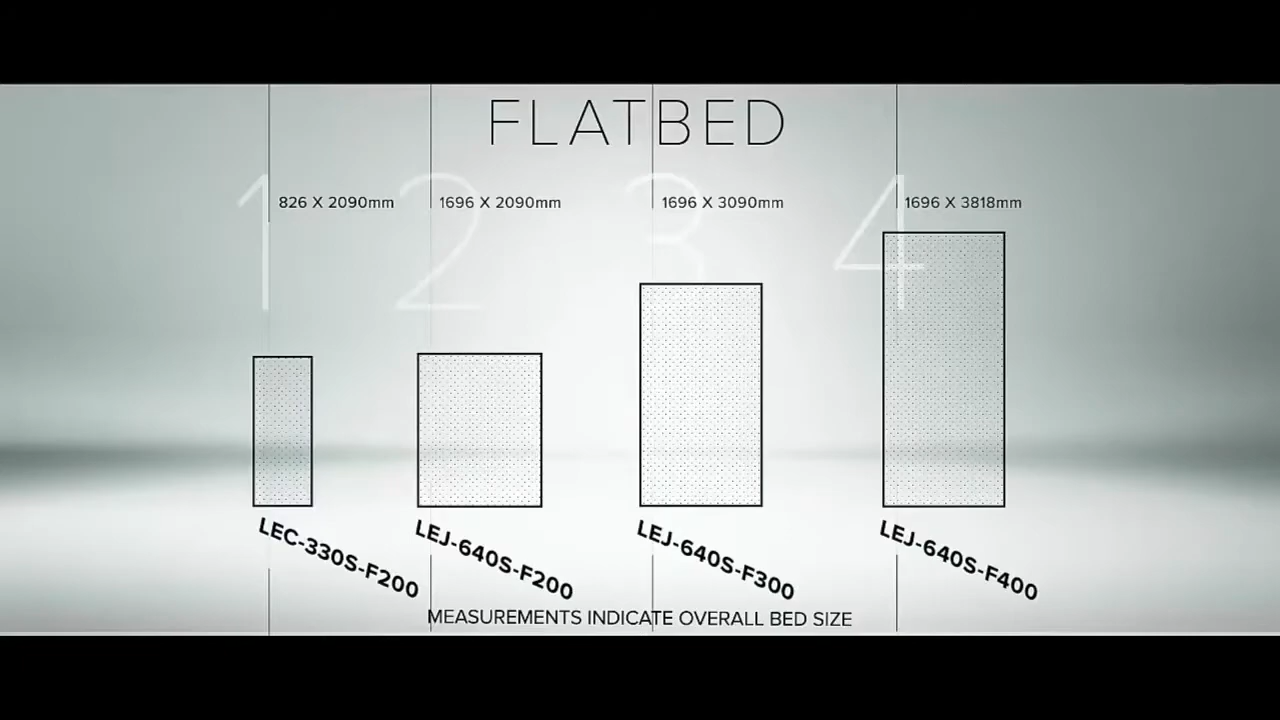 FLATBED
1 2 3 4
826 X 2090mm 1696 X 2090mm 1696 X 3090mm 1696 X 3818mm
LEC-330S-F200 LEJ-640S-F200 LEJ-640S-F300 LEJ-640S-F400
MEASUREMENTS INDICATE OVERALL BED SIZE